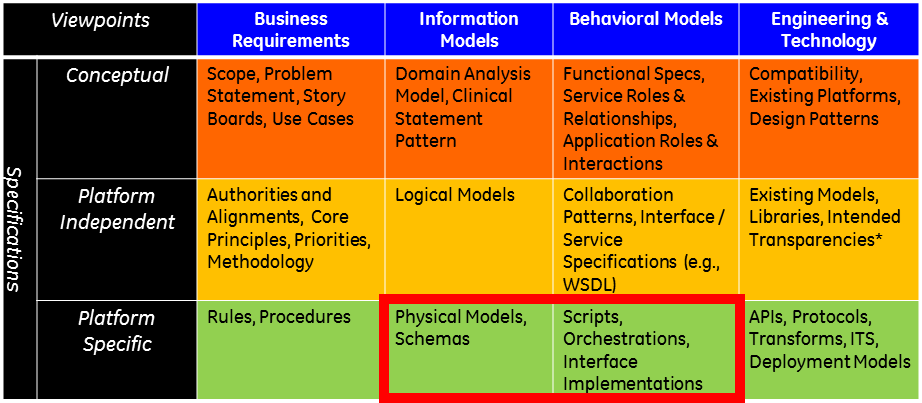 Viewpoints
Business
Requirements
Information
Models
Behavioral Models
Engineering &
Technology
Specifications
Conceptual
Scope, Problem
Statement, Story
Boards, Use Cases
Domain Analysis
Model, Clinical
Statement
Pattern
Functional Specs,
Service Roles &
Relationships,
Application Roles &
Interactions
Compatibility,
Existing Platforms,
Design Patterns
Platform
Independent
Authorities and
Alignments, Core
Principles, Priorities,
Methodology
Logical Models
Collaboration
Patterns, Interface /
Service
Specifications (e.g.,
WSDL)
Existing Models,
Libraries, Intended
Transparencies*
Platform
Specific
Rules, Procedures
Physical Models,
Schemas
Scripts,
Orchestrations,
Interface
Implementations
APIs, Protocols,
Transforms, ITS,
Deployment Models